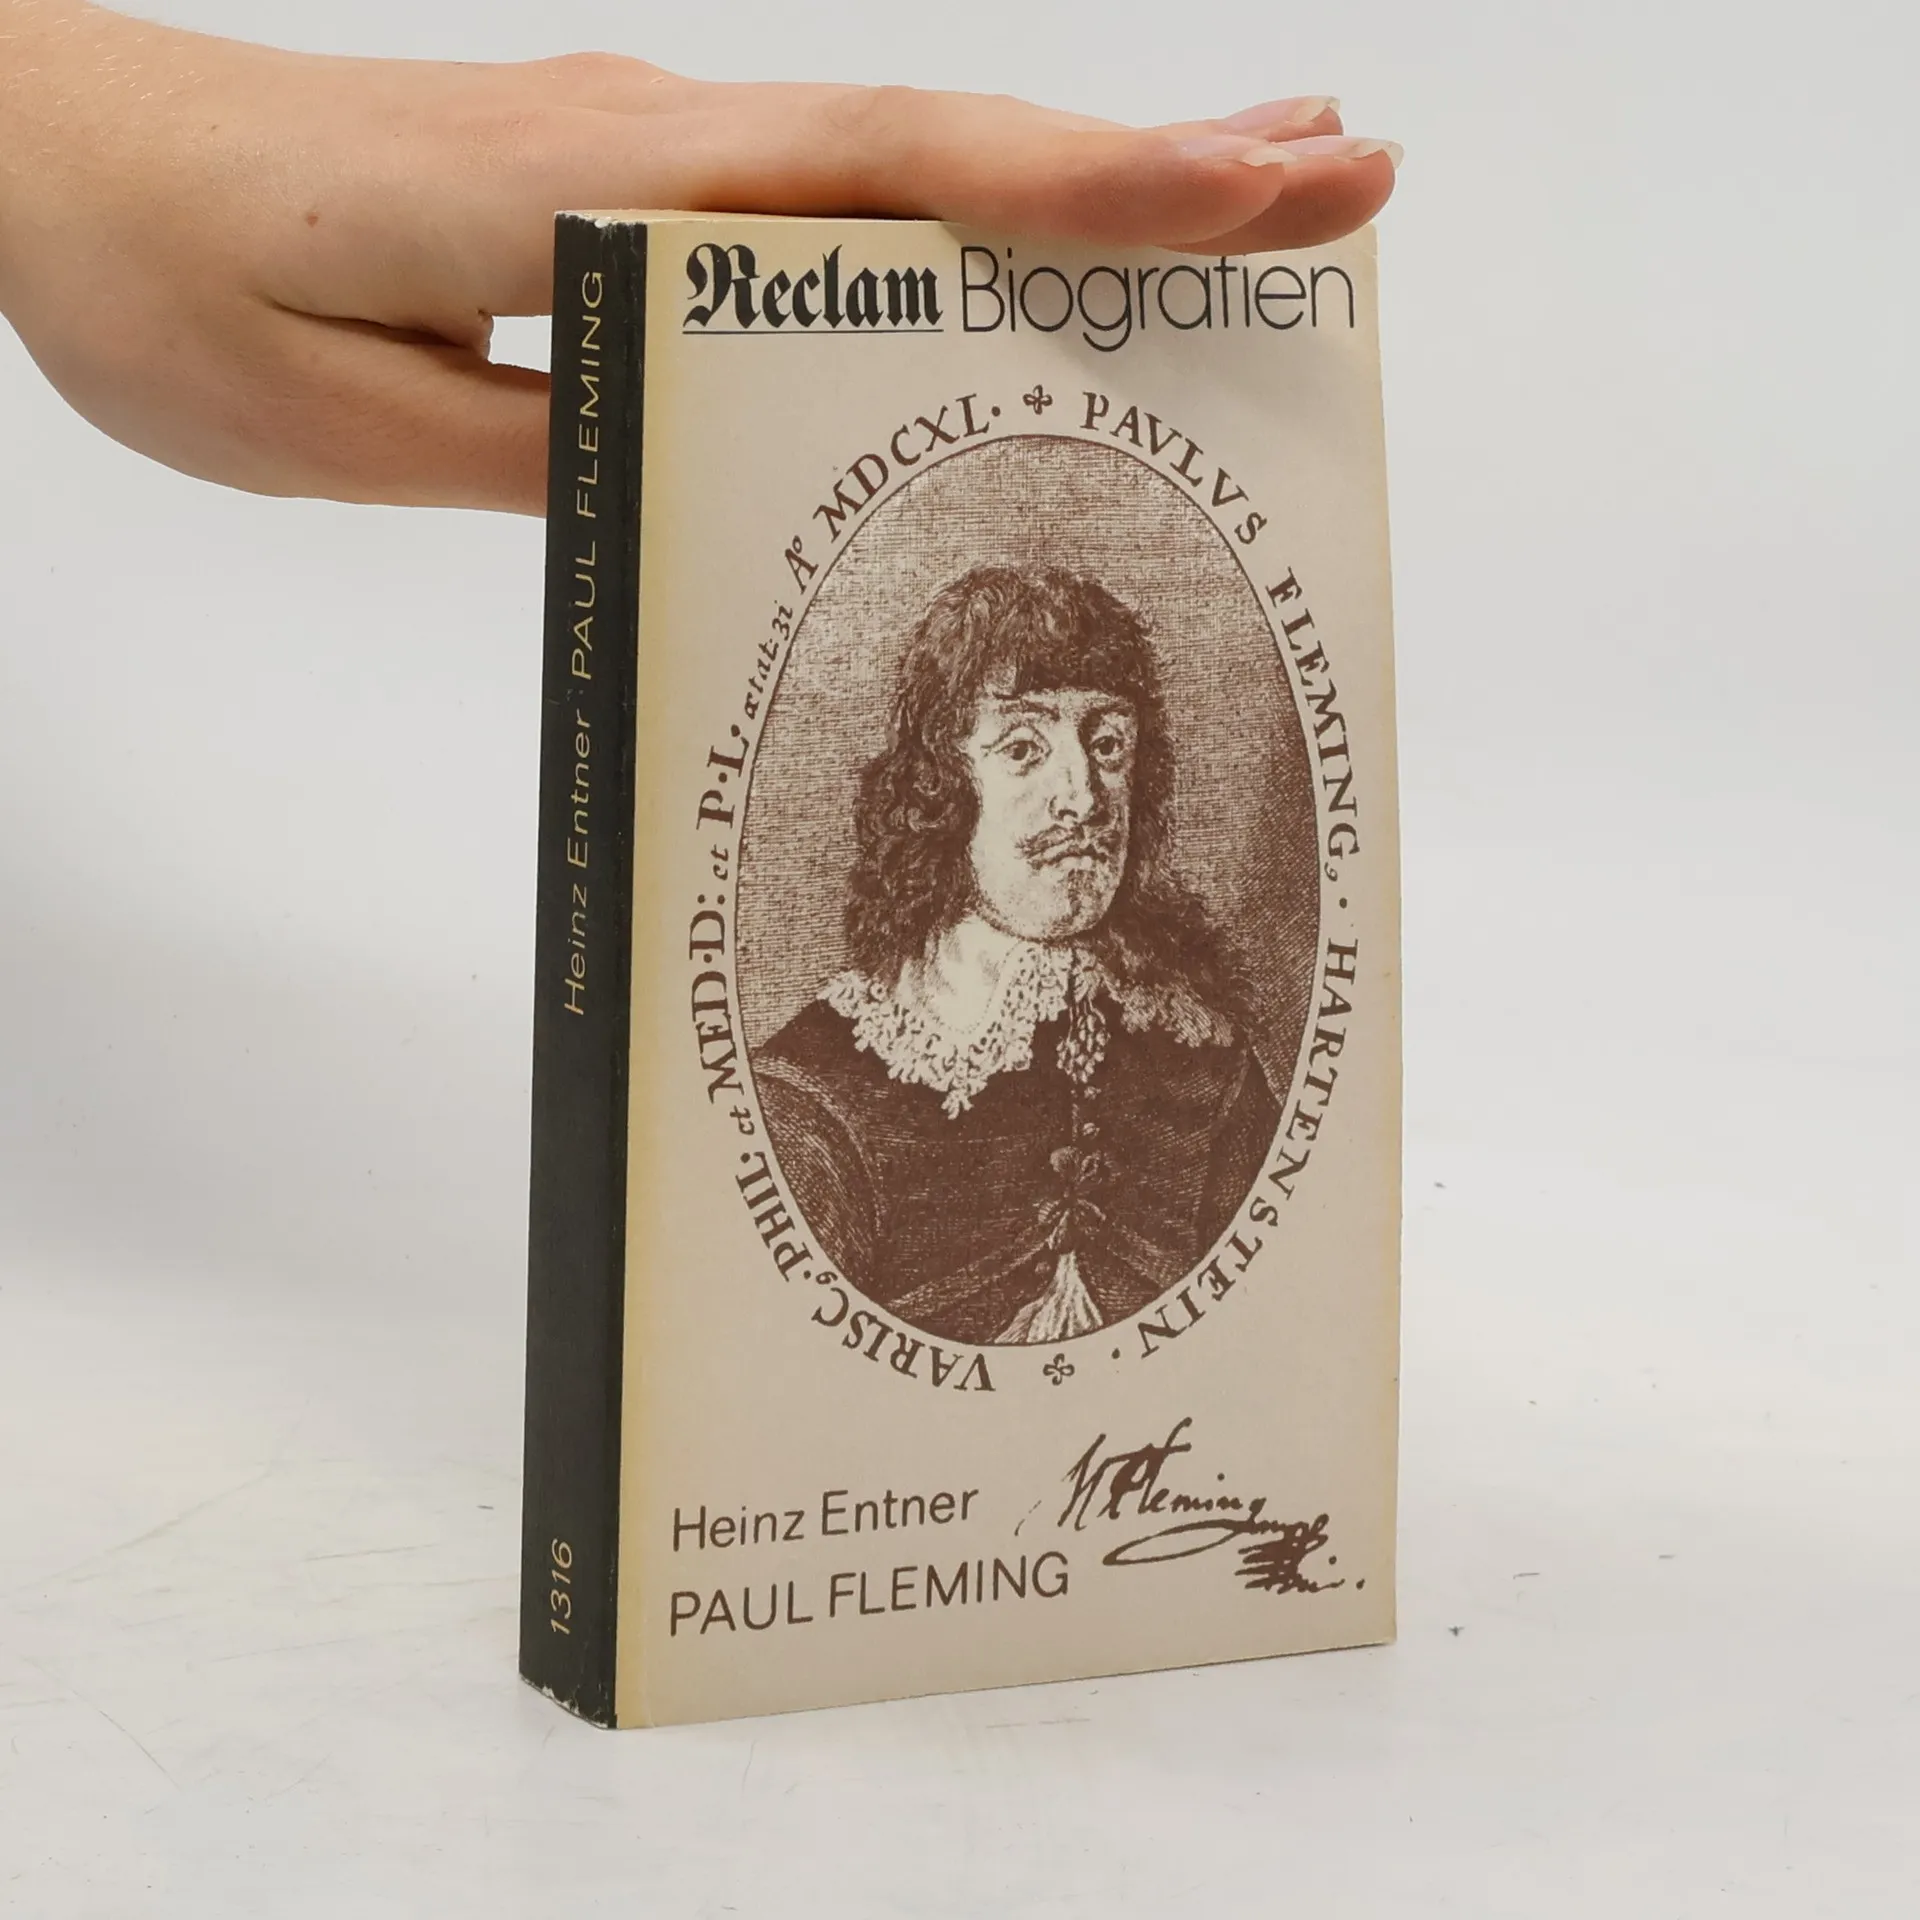 Reclam Biografien
PAVLVS FLEMING, · HARTENSTEIN ·
VARISC, · PHIL: et MED · D: et P · L · ætat: 31 Aº MDCXL ·
Heinz Entner
PAUL FLEMING
Fleming
Heinz Entner PAUL FLEMING
1316